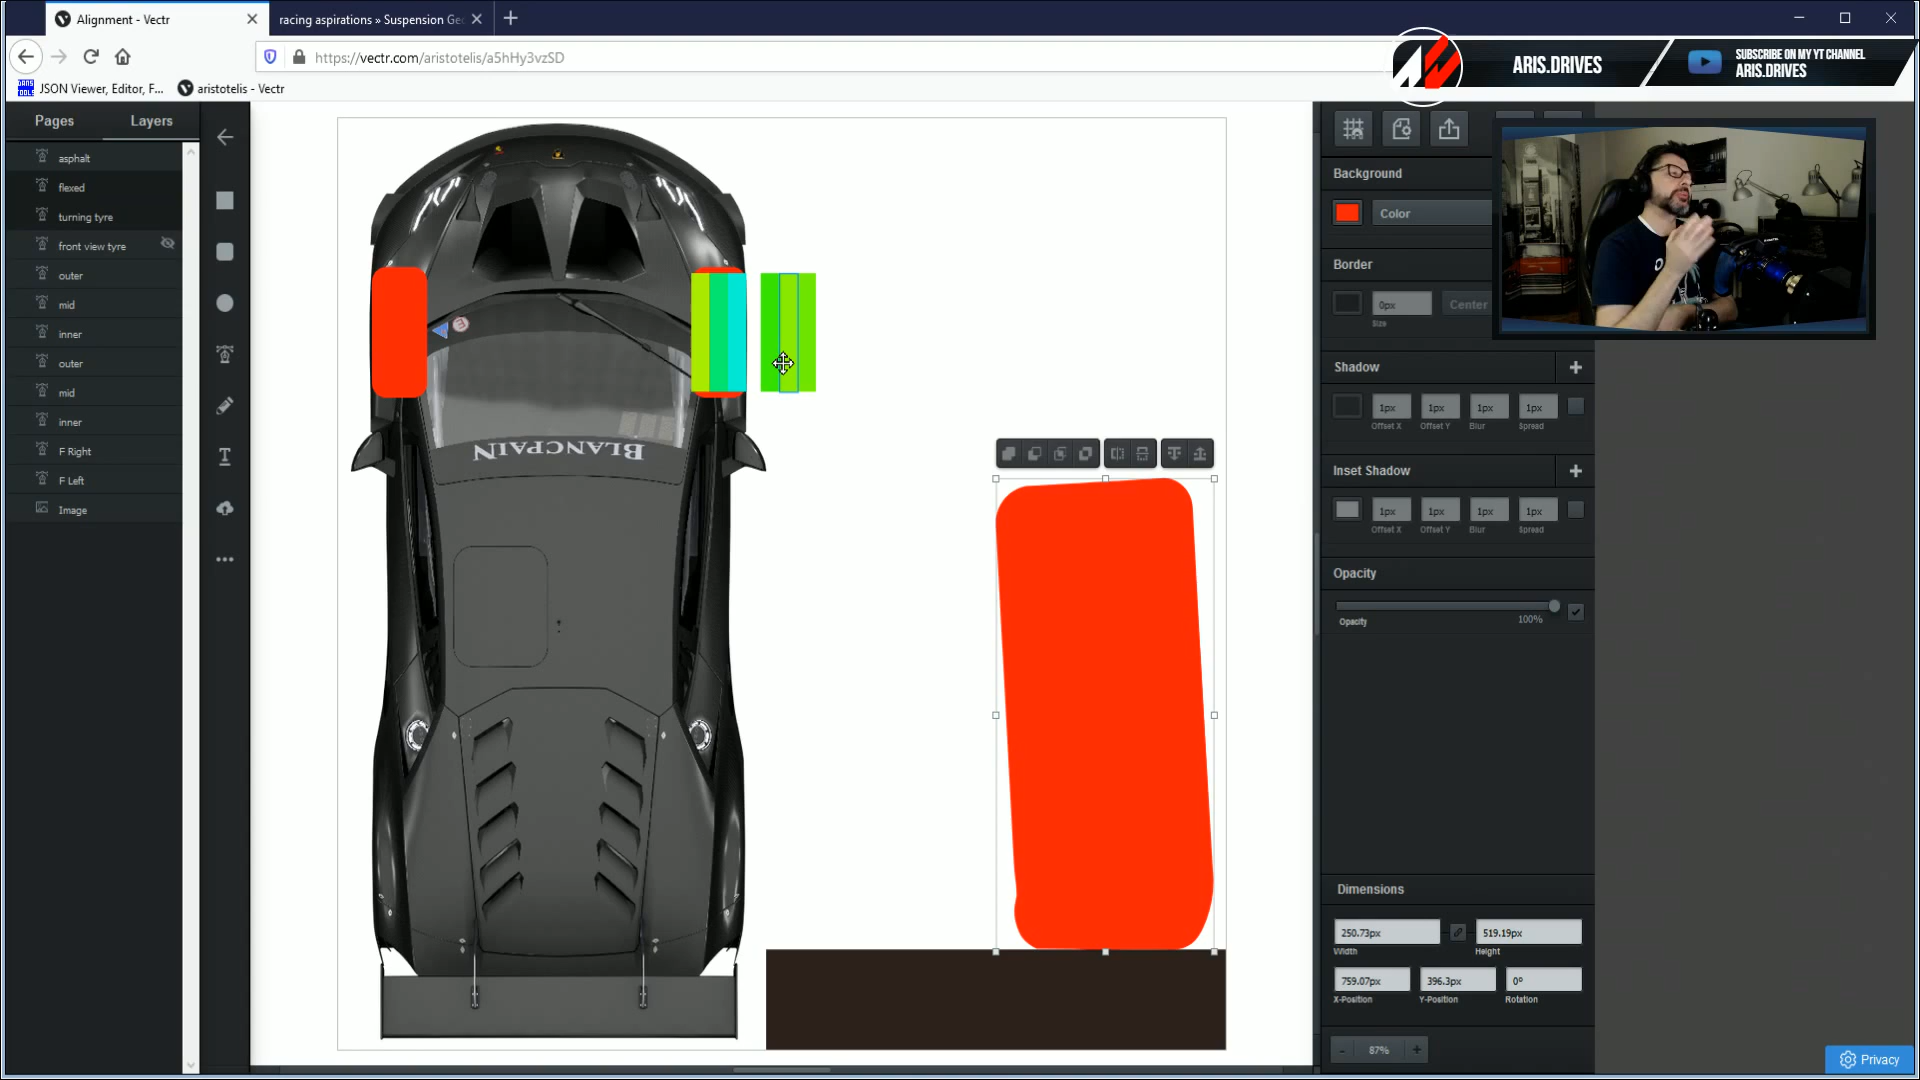 Alignment - Vectr
racing aspirations » Suspension Geo
https://vectr.com/aristotelis/a5hHy3vzSD
ARIS.DRIVES
SUBSCRIBE ON MY YT CHANNEL
ARIS.DRIVES
JSON Viewer, Editor, F...
aristotelis - Vectr
Pages
Layers
asphalt
flexed
turning tyre
front view tyre
outer
mid
inner
outer
mid
inner
F Right
F Left
Image
BLANCPAIN
Background
Color
Border
0px
Center
Size
Shadow
1px
1px
1px
1px
Offset X
Offset Y
Blur
Spread
Inset Shadow
1px
1px
1px
1px
Offset X
Offset Y
Blur
Spread
Opacity
Opacity
100%
Dimensions
250.73px
519.19px
Width
Height
759.07px
396.3px
0°
X-Position
Y-Position
Rotation
- 87% +
Privacy